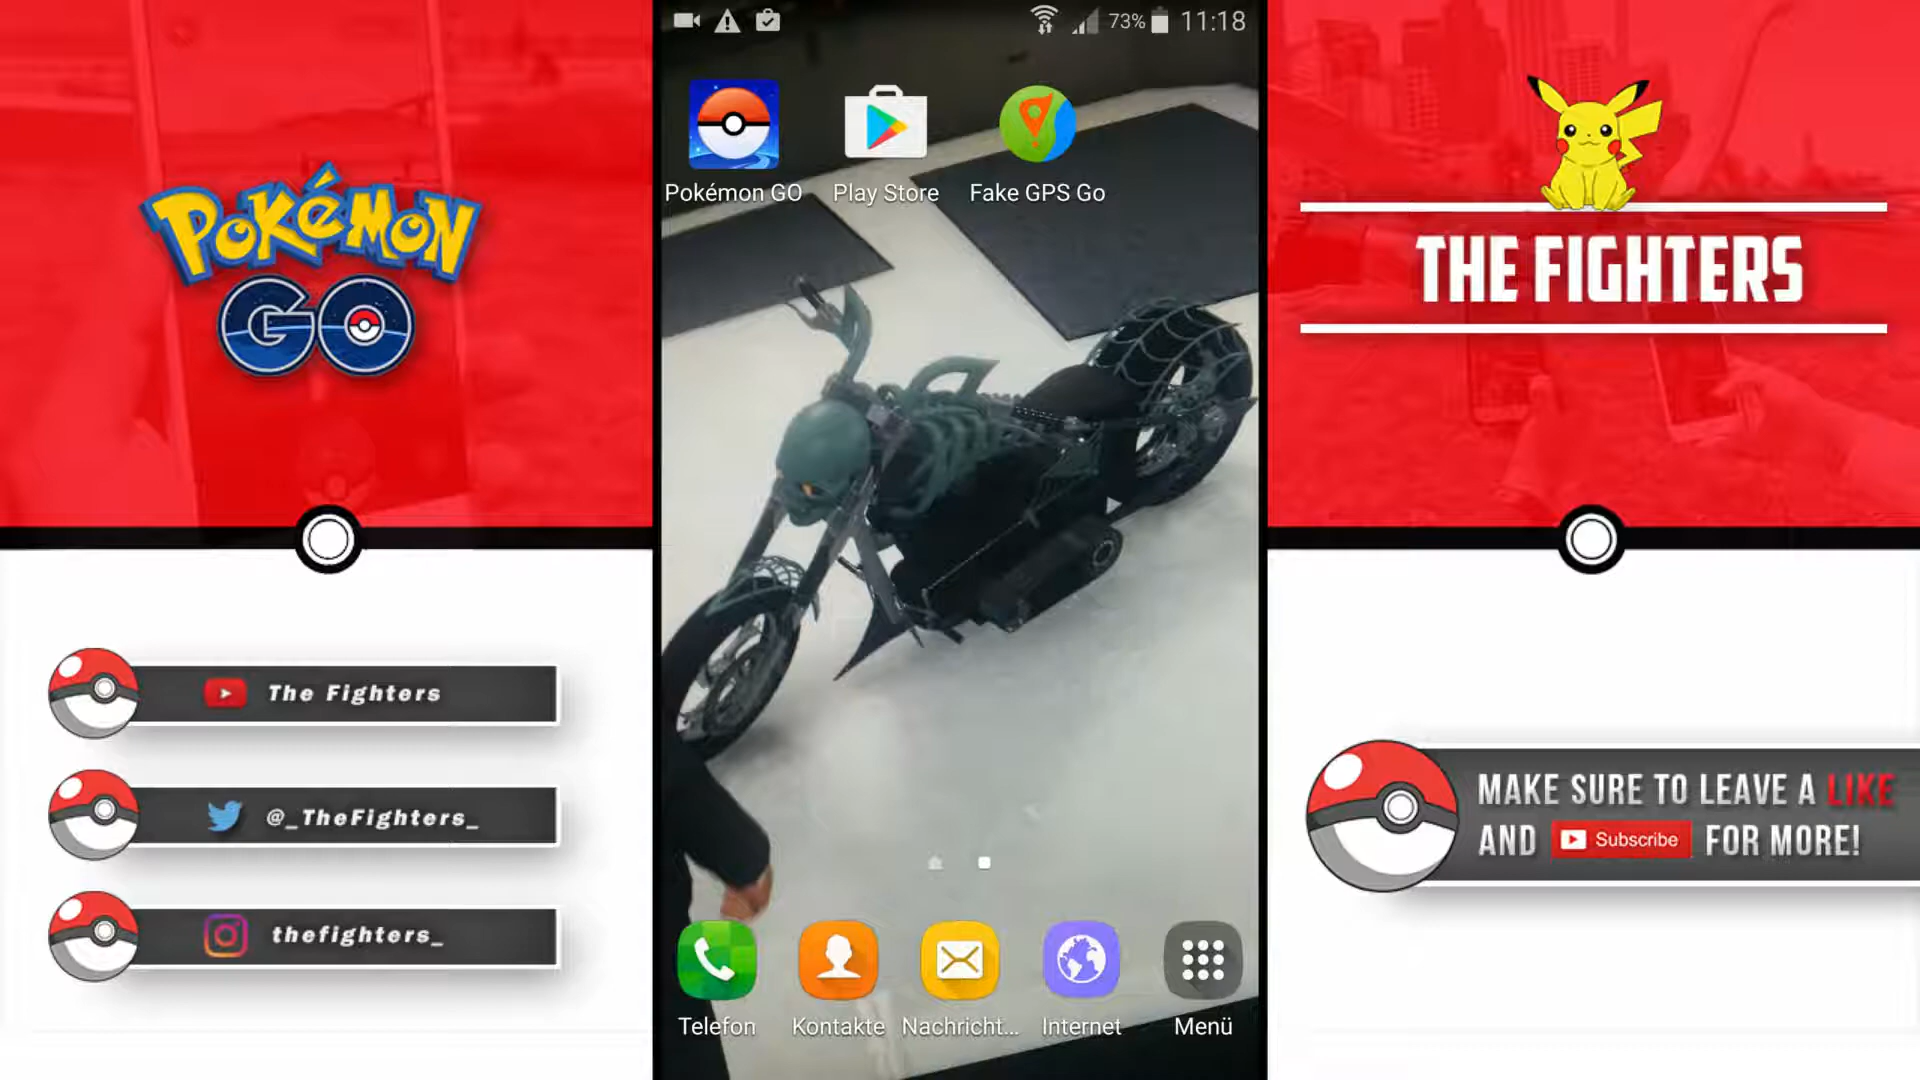 POKéMON
GO
The Fighters
@_TheFighters_
thefighters_
73% 11:18
Pokémon GO
Play Store
Fake GPS Go
Telefon
Kontakte
Nachricht...
Internet
Menü
THE FIGHTERS
MAKE SURE TO LEAVE A LIKE
AND Subscribe FOR MORE!